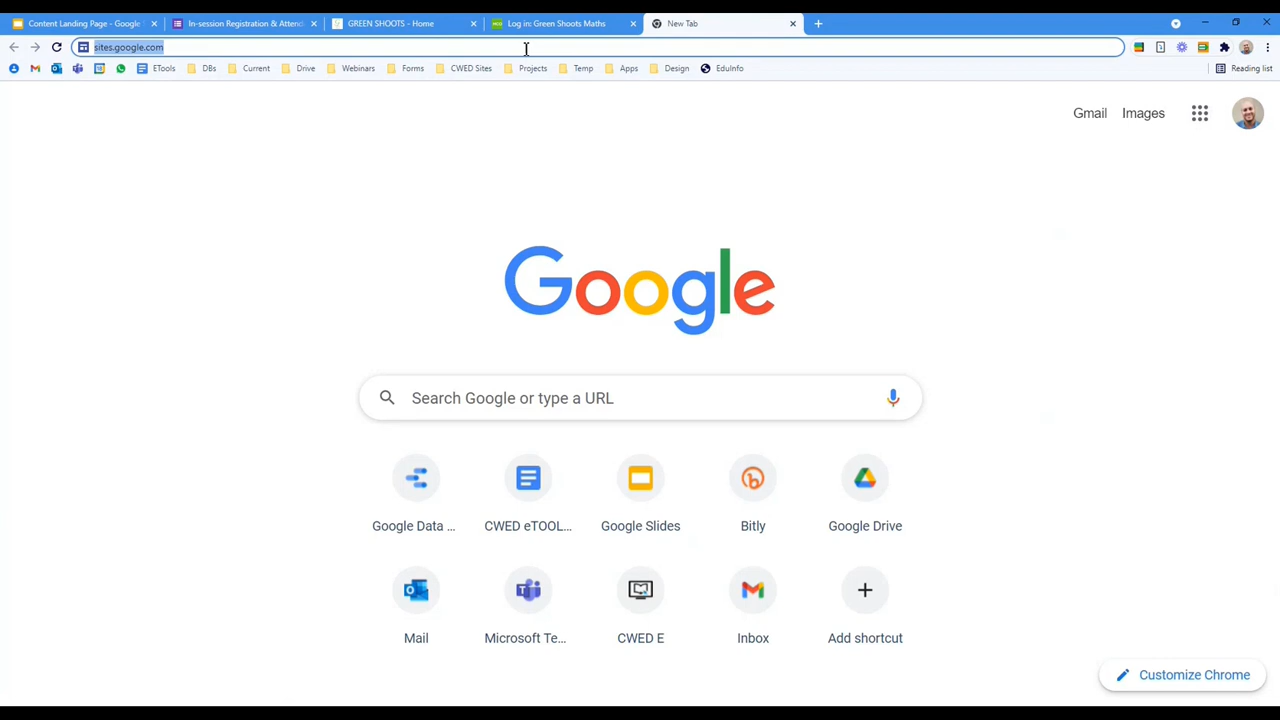 Content Landing Page - Google S
In-session Registration & Attend
GREEN SHOOTS - Home
Log in: Green Shoots Maths
New Tab
sites.google.com
ETools
DBs
Current
Drive
Webinars
Forms
CWED Sites
Projects
Temp
Apps
Design
EduInfo
Reading list
Gmail
Images
Google
Search Google or type a URL
Google Data ...
CWED eTOOL...
Google Slides
Bitly
Google Drive
Mail
Microsoft Te...
CWED E
Inbox
Add shortcut
Customize Chrome